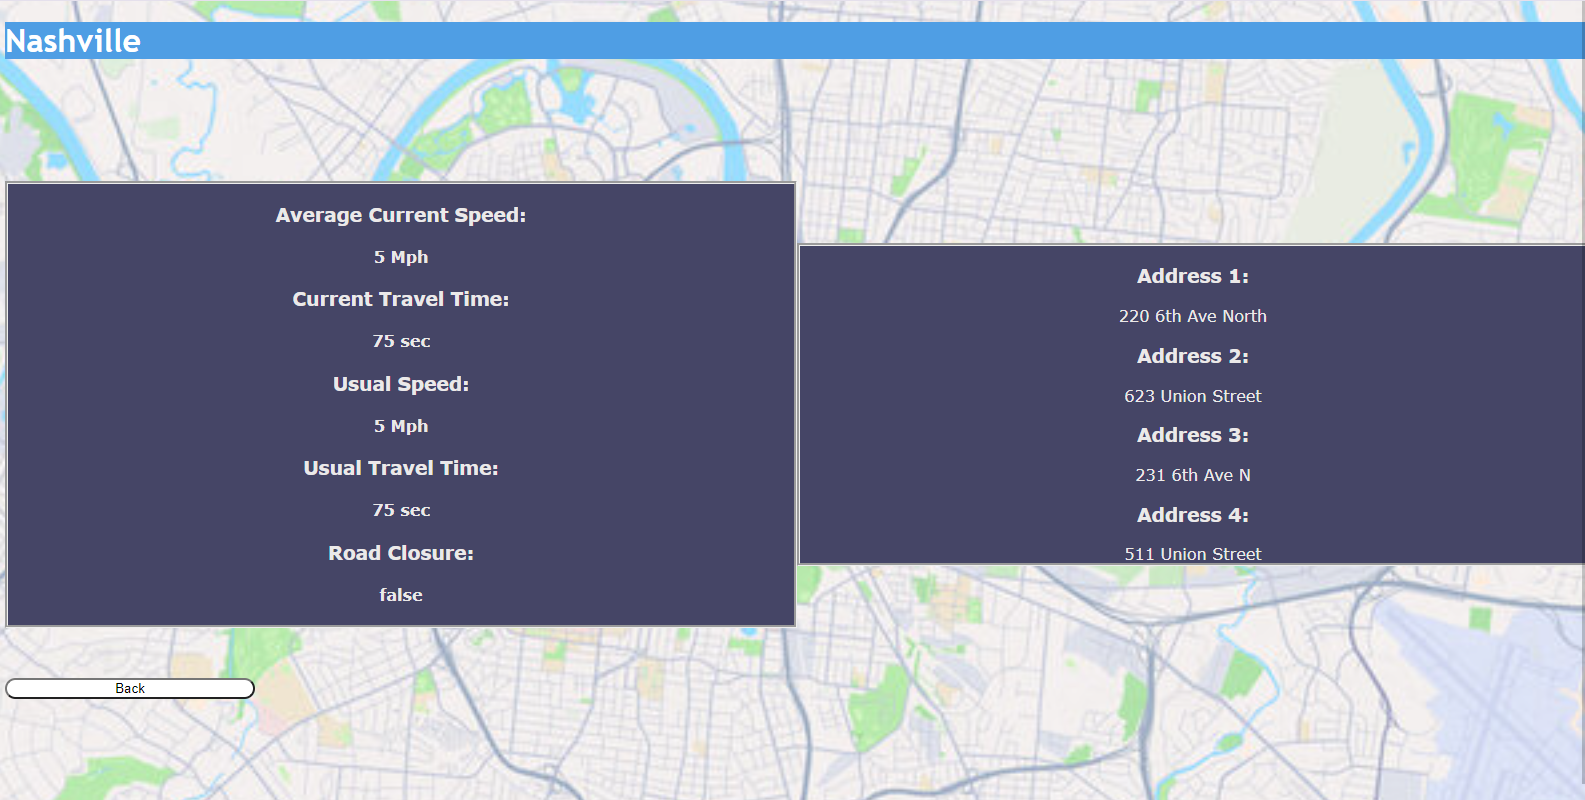 Nashville
Average Current Speed:
5 Mph
Current Travel Time:
75 sec
Usual Speed:
5 Mph
Usual Travel Time:
75 sec
Road Closure:
false
Address 1:
220 6th Ave North
Address 2:
623 Union Street
Address 3:
231 6th Ave N
Address 4:
511 Union Street
Back